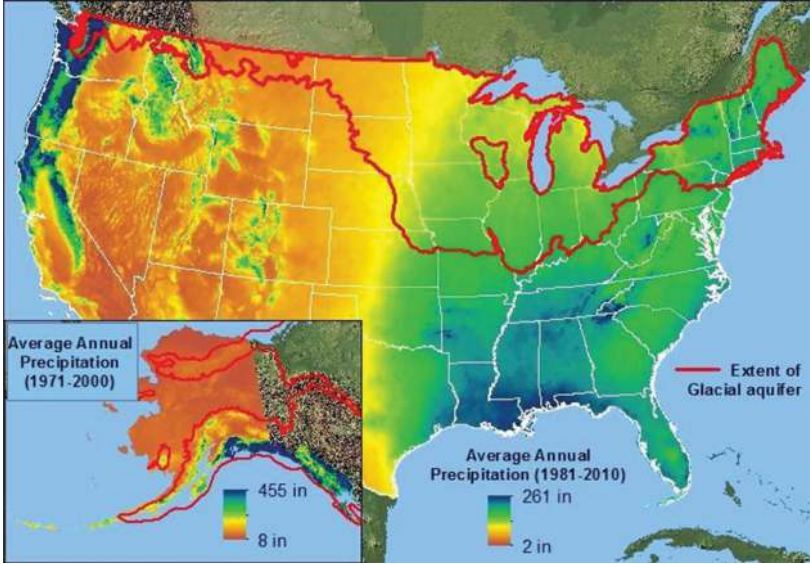 Average Annual
Precipitation
(1971-2000)
455 in
8 in
Extent of
Glacial aquifer
Average Annual
Precipitation (1981-2010)
261 in
2 in